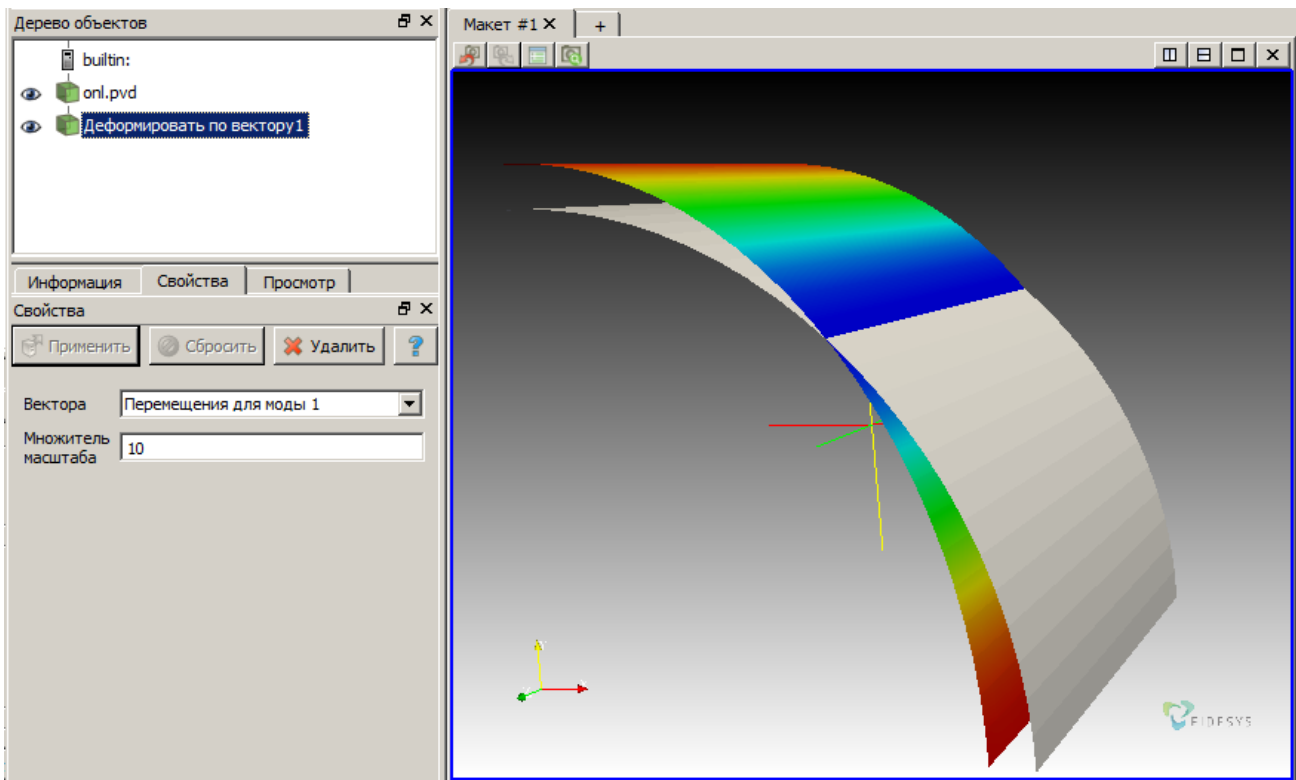 Дерево объектов
builtin:
onl.pvd
Деформировать по вектору1
Информация Свойства Просмотр
Свойства
Применить Сбросить Удалить ?
Вектора Перемещения для моды 1
Множитель масштаба 10
Макет #1 X +
FIDESYS